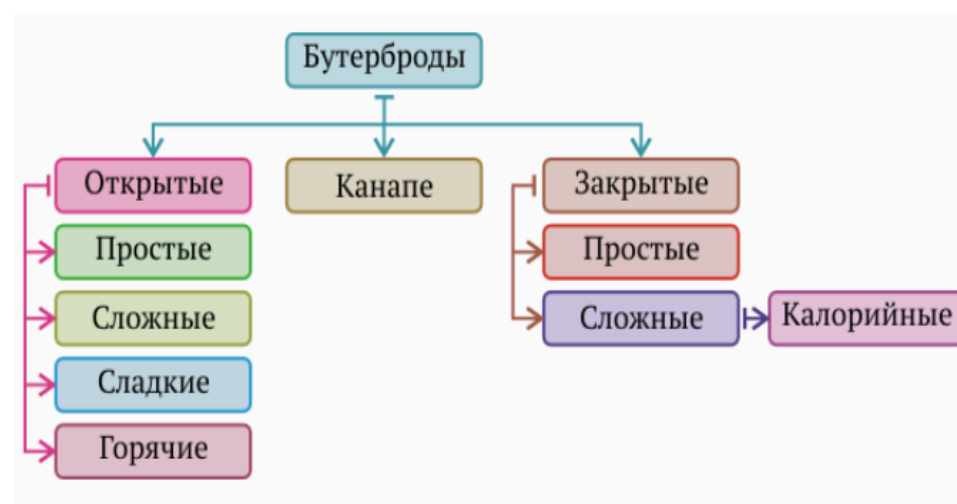 Бутерброды
Открытые
Канапе
Закрытые
Простые
Простые
Сложные
Сложные
Калорийные
Сладкие
Горячие